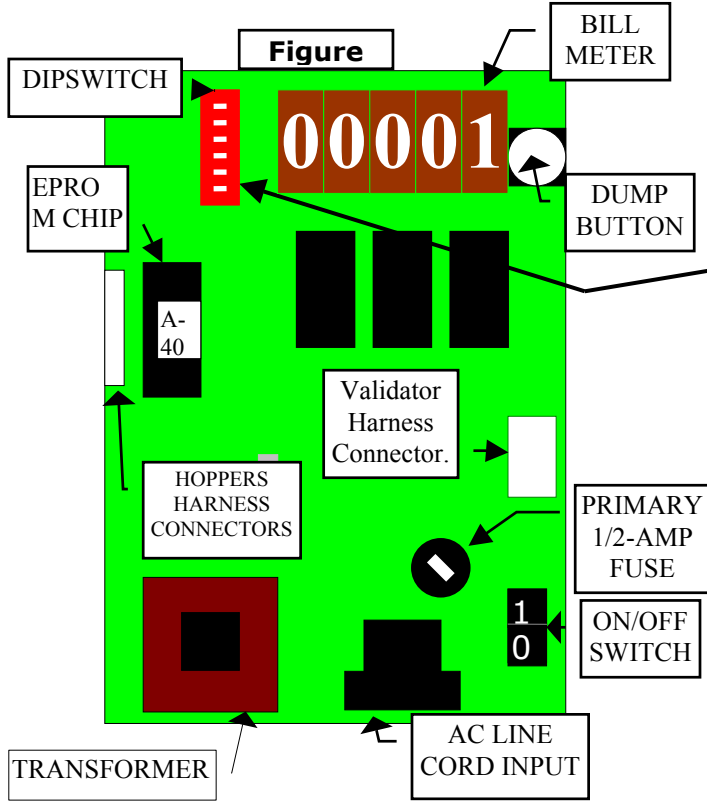 Figure
BILL
METER
DIPSWITCH
00001
EPRO
M CHIP
DUMP
BUTTON
A-
40
Validator
Harness
Connector.
HOPPERS
HARNESS
CONNECTORS
PRIMARY
1/2-AMP
FUSE
1
0
ON/OFF
SWITCH
AC LINE
CORD INPUT
TRANSFORMER